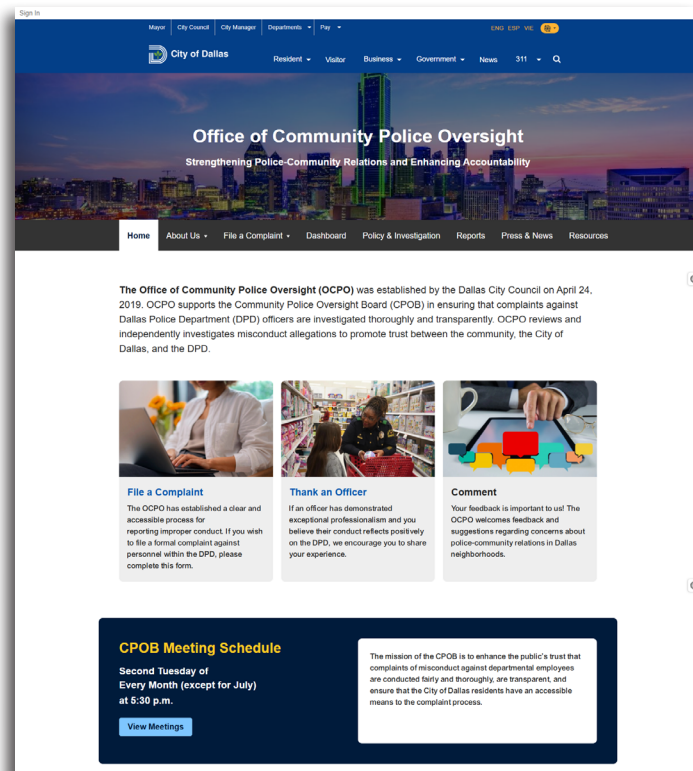 Sign In
Mayor City Council City Manager Departments Pay ENG ESP VIE
City of Dallas Resident Visitor Business Government News 311
Office of Community Police Oversight
Strengthening Police-Community Relations and Enhancing Accountability
Home About Us File a Complaint Dashboard Policy & Investigation Reports Press & News Resources
The Office of Community Police Oversight (OCPO) was established by the Dallas City Council on April 24,
2019. OCPO supports the Community Police Oversight Board (CPOB) in ensuring that complaints against
Dallas Police Department (DPD) officers are investigated thoroughly and transparently. OCPO reviews and
independently investigates misconduct allegations to promote trust between the community, the City of
Dallas, and the DPD.
File a Complaint
The OCPO has established a clear and
accessible process for
reporting improper conduct. If you wish
to file a formal complaint against
personnel within the DPD, please
complete this form.
Thank an Officer
If an officer has demonstrated
exceptional professionalism and you
believe their conduct reflects positively
on the DPD, we encourage you to share
your experience.
Comment
Your feedback is important to us! The
OCPO welcomes feedback and
suggestions regarding concerns about
police-community relations in Dallas
neighborhoods.
CPOB Meeting Schedule
Second Tuesday of
Every Month (except for July)
at 5:30 p.m.
View Meetings
The mission of the CPOB is to enhance the public's trust that
complaints of misconduct against departmental employees
are conducted fairly and thoroughly, are transparent, and
ensure that the City of Dallas residents have an accessible
means to the complaint process.